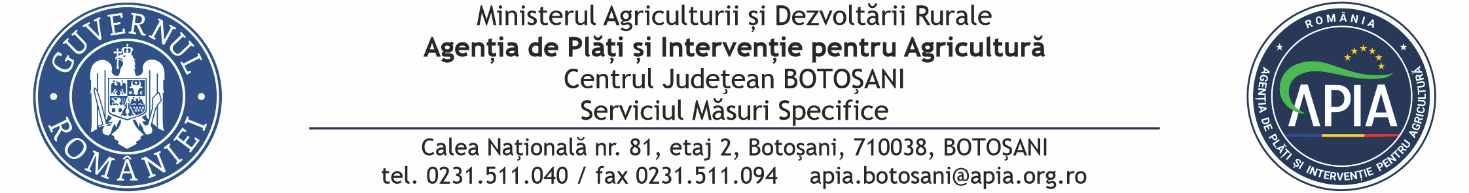 GUVERNUL ROMÂNIEI
Ministerul Agriculturii și Dezvoltării Rurale
Agenția de Plăți și Intervenție pentru Agricultură
Centrul Județean BOTOȘANI
Serviciul Măsuri Specifice
Calea Națională nr. 81, etaj 2, Botoșani, 710038, BOTOȘANI
tel. 0231.511.040 / fax 0231.511.094 apia.botosani@apia.org.ro
ROMÂNIA
APIA
AGENȚIA DE PLĂȚI ȘI INTERVENȚIE PENTRU AGRICULTURĂ